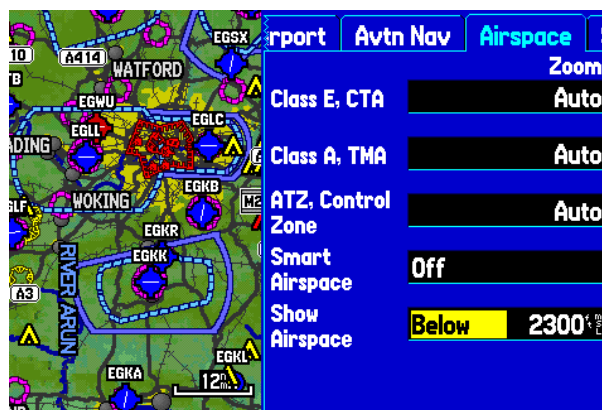 EGSX
10
A414
WATFORD
TB
EGWU
EGLL
EGLC
ADING
EGKB
WOKING
M2
GLF
EGKR
EGKK
RIVER ARUN
A3
EGKL
EGKA
12
rport
Avtn Nav
Airspace
Zoom
Class E, CTA
Auto
Class A, TMA
Auto
ATZ, Control
Zone
Auto
Smart
Airspace
Off
Show
Airspace
Below
2300